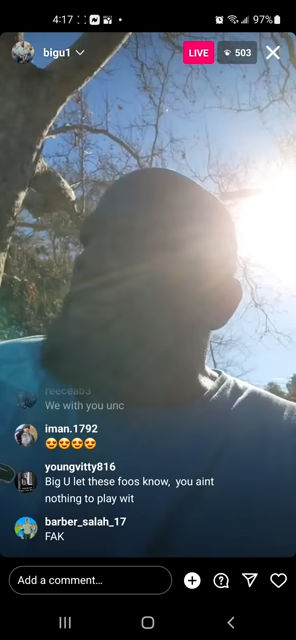 4:17
97%
bigu1
LIVE
503
reeceab3
We with you unc
iman.1792
😍😍😍😍
youngvitty816
Big U let these foos know, you aint
nothing to play wit
barber_salah_17
FAK
Add a comment...